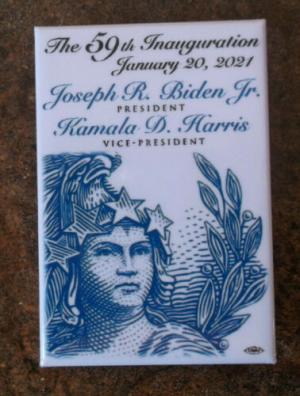 The 59th Inauguration
January 20, 2021
Joseph R. Biden Jr.
PRESIDENT
Kamala D. Harris
VICE-PRESIDENT